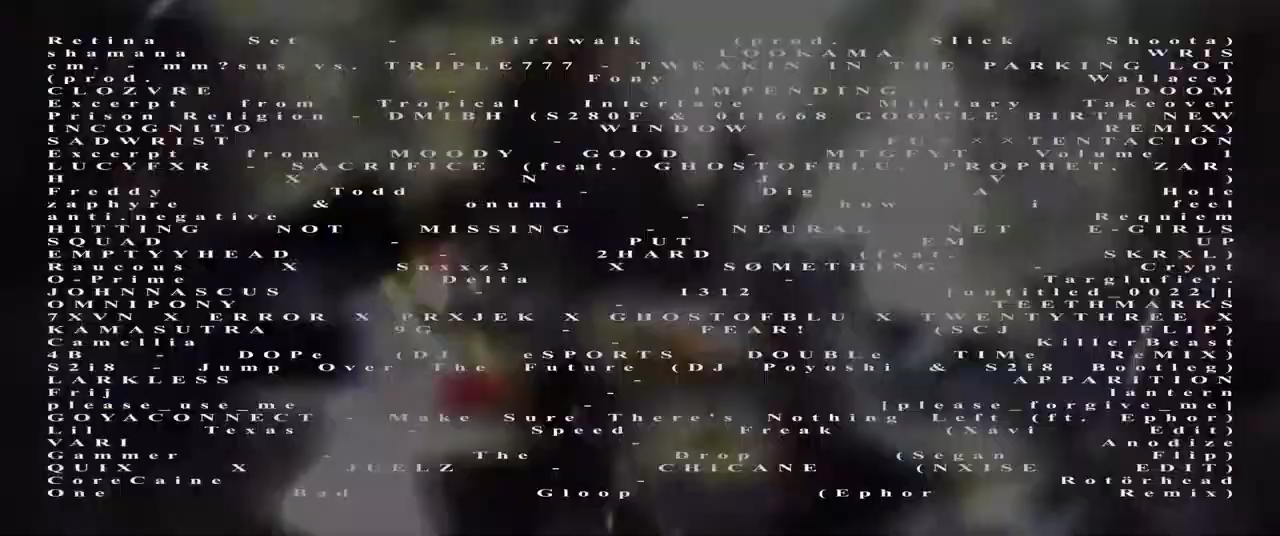 Retina Set - Birdwalk (prod. Slick Shoota)
shamana - LOOKAMA WRIS
cm. - mm?sus vs. TRIPLE777 - TWEAKIN IN THE PARKING LOT
(prod. Fony Wallace)
CLOZVRE - IMPENDING DOOM
Excerpt from Tropical Interface - Military Takeover
Prison Religion - DMIBH (S280F & 011668 GOOGLE BIRTH NEW
INCOGNITO WINDOW REMIX)
SADWRIST - × × TENTACION
Excerpt from MOODY GOOD - MTGFYT Volume 1
LUCYFXR - SACRIFICE (feat. GHOSTOFBLU, PROPHET, ZAR,
H X N J V )
Freddy Todd - Dig A Hole
zaphyre & onumi - how i feel
anti.negative - Requiem
HITTING NOT MISSING - NEURAL NET E-GIRLS
SQUAD - PUT EM UP
EMPTYYHEAD - 2HARD (feat. SKRXL)
Raucous X Snxxz3 X SØMETHING - Crypt
O-Prime Delta - Targlufier.
JOHNNASCUS - 1312 [untitled_0022]]
OMNIPONY - TEETHMARKS
7XVN X ERROR X PRXJEK X GHOSTOFBLU X TWENTYTHREE X
KAMASUTRA 9G - FEAR! (SCJ FLIP)
Camellia - KillerBeast
4B - DOPe (DJ eSPORTS DOUBLe TIMe ReMIX)
S2i8 - Jump Over The Future (DJ Poyoshi & S2i8 Bootleg)
LARKLESS - APPARITION
Frij - lantern
please_use_me - [please_forgive_me]
GOYACONNECT - Make Sure There's Nothing Left (ft. Ephor)
Lil Texas - Speed Freak (Xavi Edit)
VARI - Anodize
Gammer - The Drop (Segan Flip)
QUIX X JUELZ - CHICANE (NXISE EDIT)
CoreCaine - Rotörhead
One Bad Gloop (Ephor Remix)